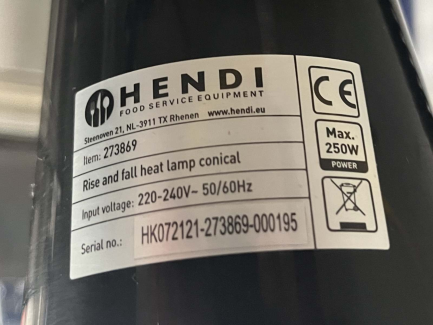 HENDI
FOOD SERVICE EQUIPMENT
Steenoven 21, NL-3911 TX Rhenen www.hendi.eu
Item: 273869
Rise and fall heat lamp conical
Input voltage: 220-240V~ 50/60Hz
Serial no.: HK072121-273869-000195
CE
Max.
250W
POWER